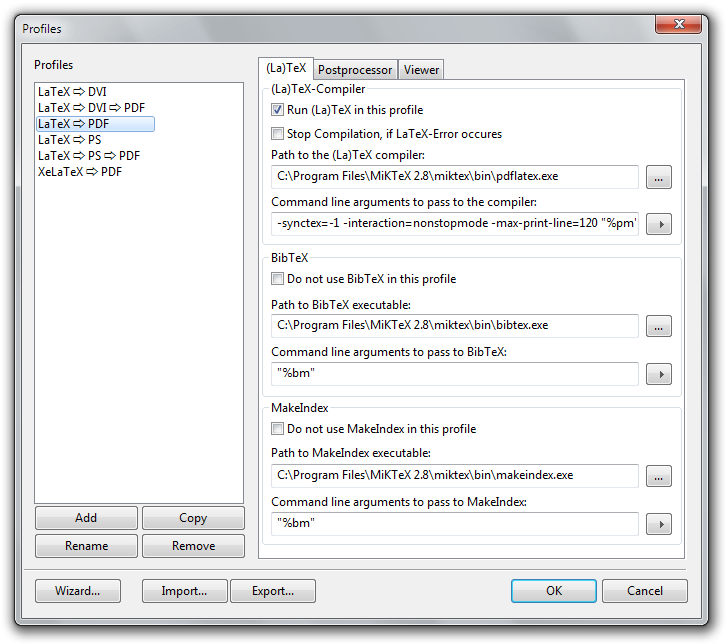 Profiles
Profiles
LaTeX ⇨ DVI
LaTeX ⇨ DVI ⇨ PDF
LaTeX ⇨ PDF
LaTeX ⇨ PS
LaTeX ⇨ PS ⇨ PDF
XeLaTeX ⇨ PDF
Add
Copy
Rename
Remove
(La)TeX
Postprocessor
Viewer
(La)TeX-Compiler
Run (La)TeX in this profile
Stop Compilation, if LaTeX-Error occures
Path to the (La)TeX compiler:
C:\Program Files\MiKTeX 2.8\miktex\bin\pdflatex.exe
...
Command line arguments to pass to the compiler:
-synctex=-1 -interaction=nonstopmode -max-print-line=120 "%pm"
BibTeX
Do not use BibTeX in this profile
Path to BibTeX executable:
C:\Program Files\MiKTeX 2.8\miktex\bin\bibtex.exe
...
Command line arguments to pass to BibTeX:
"%bm"
MakeIndex
Do not use MakeIndex in this profile
Path to MakeIndex executable:
C:\Program Files\MiKTeX 2.8\miktex\bin\makeindex.exe
...
Command line arguments to pass to MakeIndex:
"%bm"
Wizard...
Import...
Export...
OK
Cancel